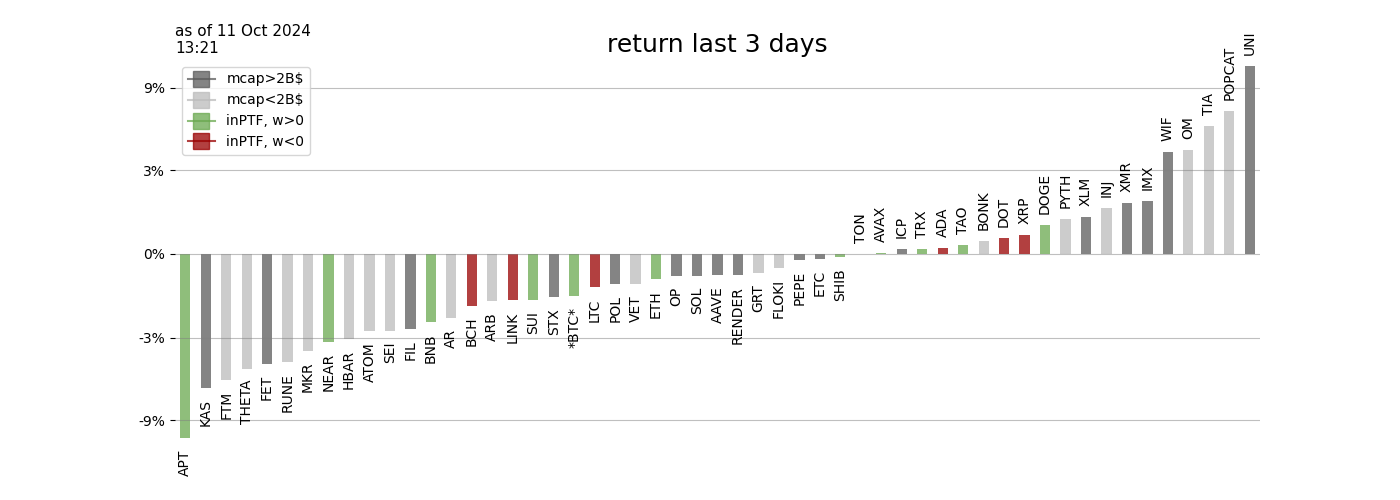 as of 11 Oct 2024
13:21
return last 3 days
mcap>2B$
mcap<2B$
inPTF, w>0
inPTF, w<0
9%
3%
0%
-3%
-9%
APT
KAS
FTM
THETA
FET
RUNE
MKR
NEAR
HBAR
ATOM
SEI
FIL
BNB
AR
BCH
ARB
LINK
SUI
STX
*BTC*
LTC
POL
VET
ETH
OP
SOL
AAVE
RENDER
GRT
FLOKI
PEPE
ETC
SHIB
TON
AVAX
ICP
TRX
ADA
TAO
BONK
DOT
XRP
DOGE
PYTH
XLM
INJ
XMR
IMX
WIF
OM
TIA
POPCAT
UNI